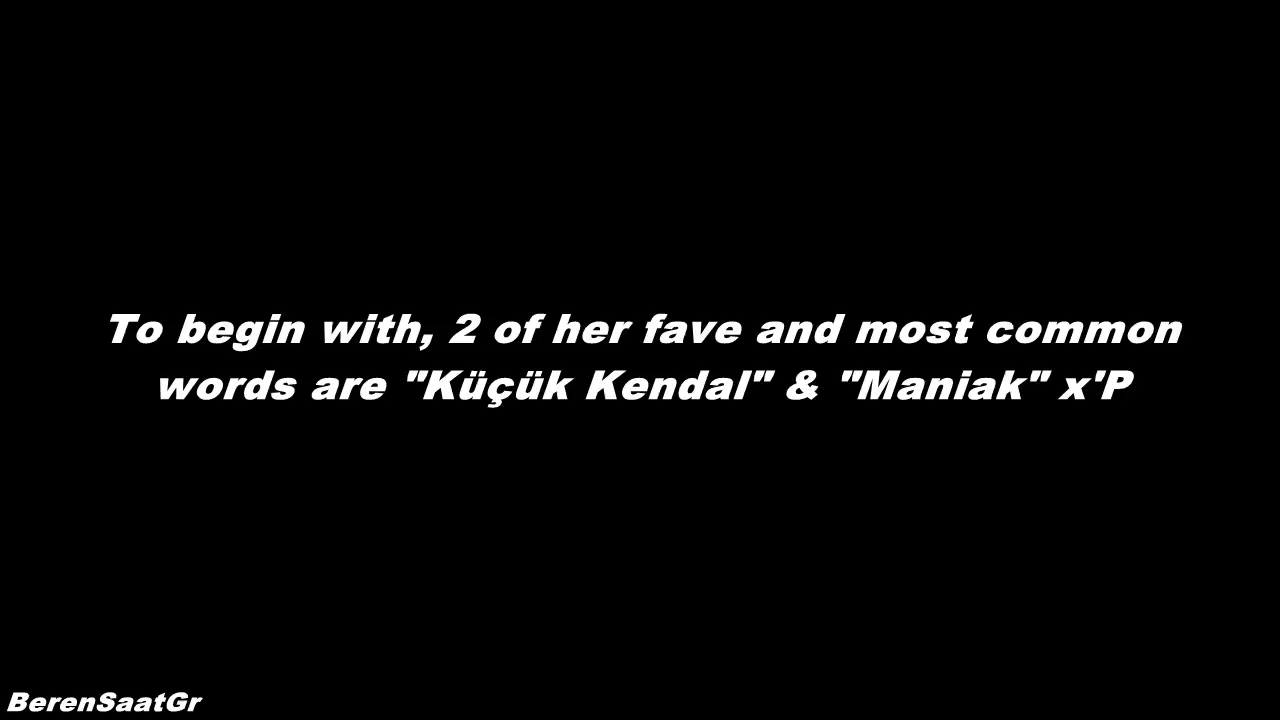 To begin with, 2 of her fave and most common
words are "Küçük Kendal" & "Maniak" x'P
BerenSaatGr